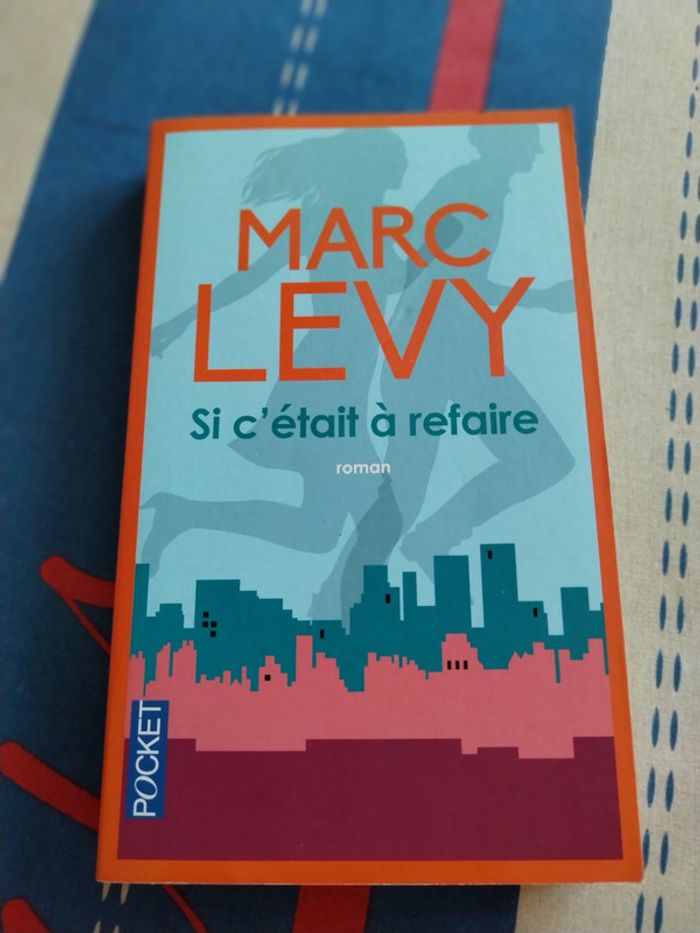 MARC
LEVY
Si c'était à refaire
roman
POCKET